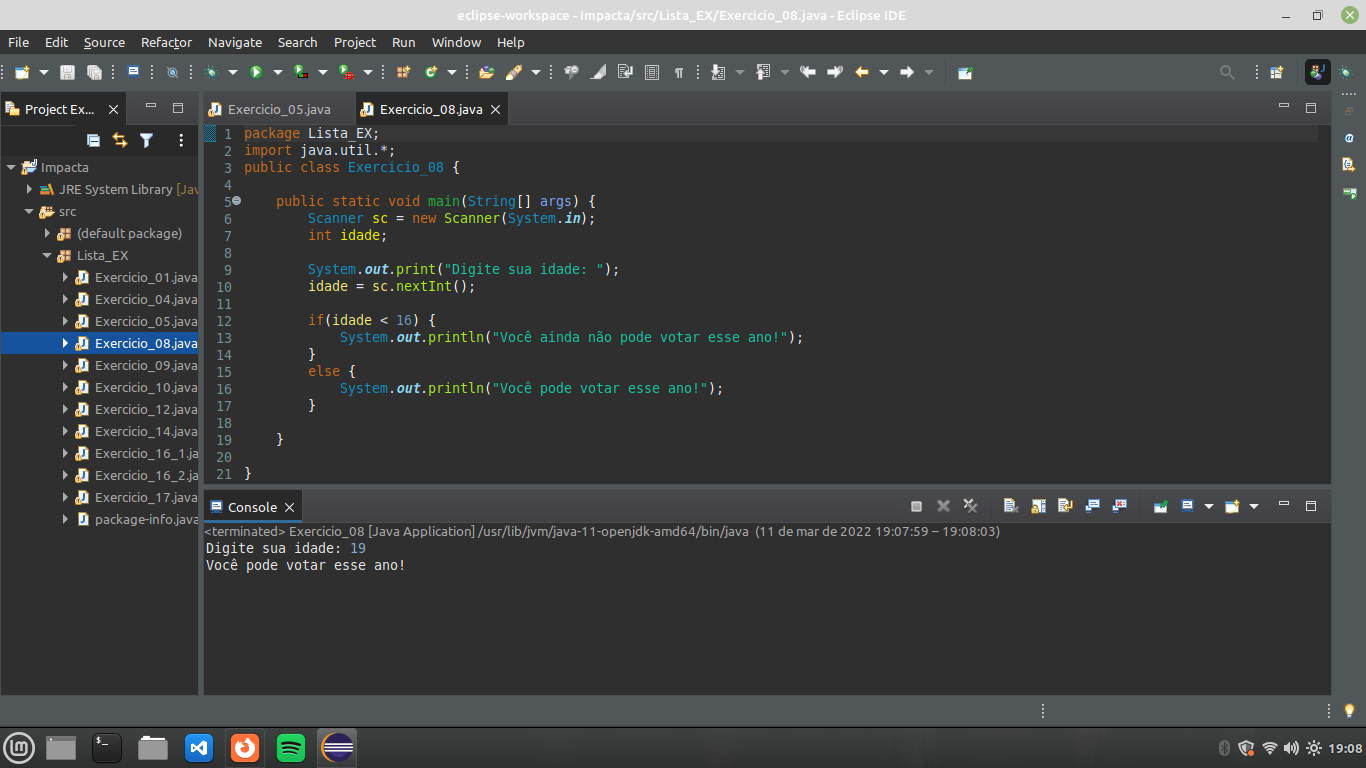 eclipse-workspace - Impacta/src/Lista_EX/Exercicio_08.java - Eclipse IDE
File Edit Source Refactor Navigate Search Project Run Window Help
Project Ex...
Impacta
JRE System Library [Jav
src
(default package)
Lista_EX
Exercicio_01.java
Exercicio_04.java
Exercicio_05.java
Exercicio_08.java
Exercicio_09.java
Exercicio_10.java
Exercicio_12.java
Exercicio_14.java
Exercicio_16_1.ja
Exercicio_16_2.ja
Exercicio_17.java
package-info.java
Exercicio_05.java Exercicio_08.java
1 package Lista_EX;
2 import java.util.*;
3 public class Exercicio_08 {
4
5 public static void main(String[] args) {
6 Scanner sc = new Scanner(System.in);
7 int idade;
8
9 System.out.print("Digite sua idade: ");
10 idade = sc.nextInt();
11
12 if(idade < 16) {
13 System.out.println("Você ainda não pode votar esse ano!");
14 }
15 else {
16 System.out.println("Você pode votar esse ano!");
17 }
18
19 }
20
21 }
Console
<terminated> Exercicio_08 [Java Application] /usr/lib/jvm/java-11-openjdk-amd64/bin/java (11 de mar de 2022 19:07:59 – 19:08:03)
Digite sua idade: 19
Você pode votar esse ano!
19:08